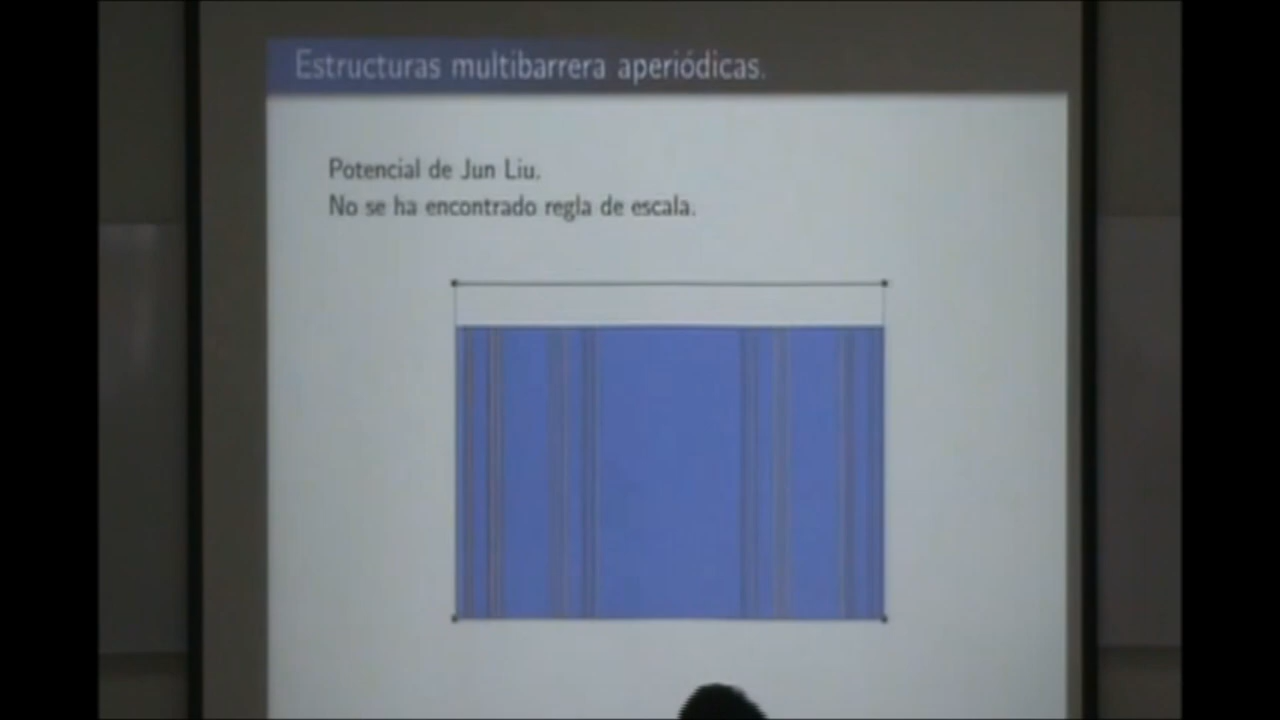 Estructuras multibarrera aperiódicas.
Potencial de Jun Liu.
No se ha encontrado regla de escala.